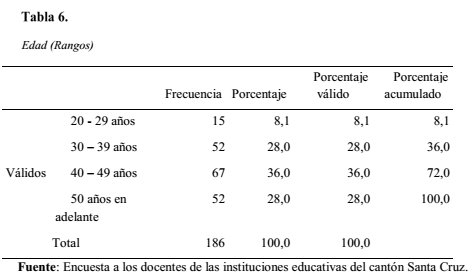 Tabla 6.
Edad (Rangos)
Frecuencia Porcentaje Porcentaje válido Porcentaje acumulado
Válidos
20 - 29 años 15 8,1 8,1 8,1
30 – 39 años 52 28,0 28,0 36,0
40 – 49 años 67 36,0 36,0 72,0
50 años en adelante 52 28,0 28,0 100,0
Total 186 100,0 100,0
Fuente: Encuesta a los docentes de las instituciones educativas del cantón Santa Cruz.